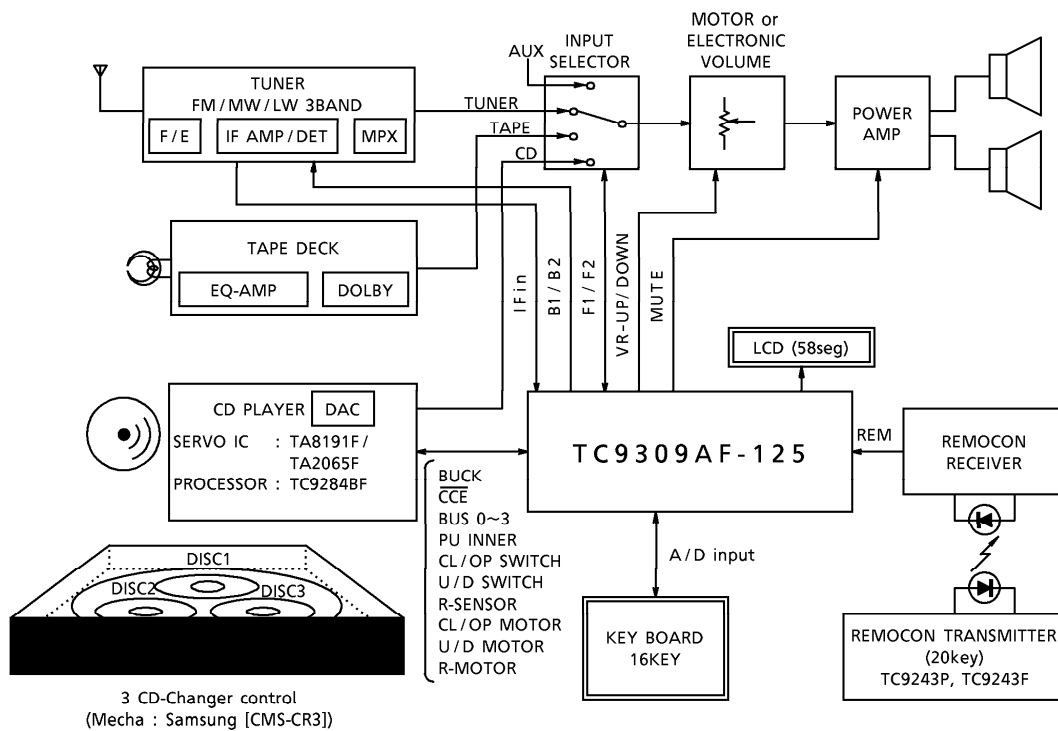 MOTOR or
ELECTRONIC
VOLUME
INPUT
SELECTOR
AUX
TUNER
FM/MW/LW 3BAND
F/E
IF AMP/DET
MPX
TUNER
TAPE
CD
POWER
AMP
TAPE DECK
EQ-AMP
DOLBY
IFin
B1/B2
F1/F2
VR-UP/DOWN
MUTE
LCD (58seg)
CD PLAYER
DAC
SERVO IC : TA8191F/
TA2065F
PROCESSOR : TC9284BF
TC9309AF-125
REM
REMOCON
RECEIVER
BUCK
CCE
BUS 0~3
PU INNER
CL/OP SWITCH
U/D SWITCH
R-SENSOR
CL/OP MOTOR
U/D MOTOR
R-MOTOR
A/D input
DISC1
DISC2
DISC3
KEY BOARD
16KEY
REMOCON TRANSMITTER
(20key)
TC9243P, TC9243F
3 CD-Changer control
(Mecha : Samsung [CMS-CR3])